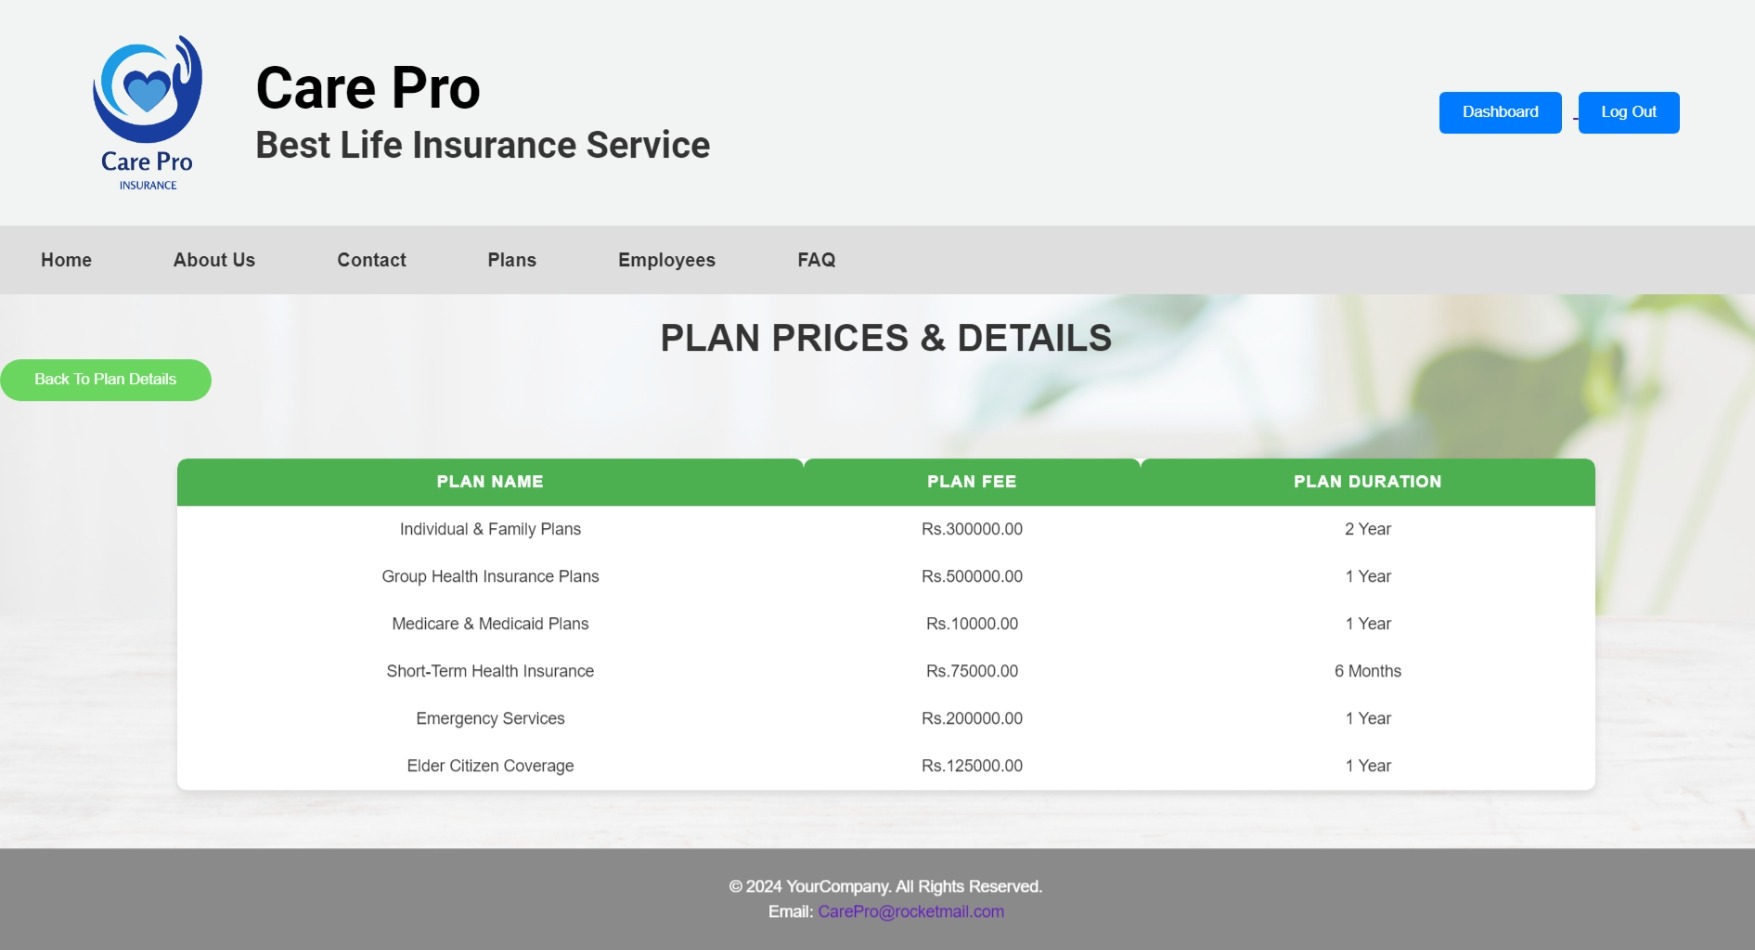 Care Pro
INSURANCE
Care Pro
Best Life Insurance Service
Dashboard
Log Out
Home About Us Contact Plans Employees FAQ
PLAN PRICES & DETAILS
Back To Plan Details
PLAN NAME PLAN FEE PLAN DURATION
Individual & Family Plans Rs.300000.00 2 Year
Group Health Insurance Plans Rs.500000.00 1 Year
Medicare & Medicaid Plans Rs.10000.00 1 Year
Short-Term Health Insurance Rs.75000.00 6 Months
Emergency Services Rs.200000.00 1 Year
Elder Citizen Coverage Rs.125000.00 1 Year
© 2024 YourCompany. All Rights Reserved.
Email: CarePro@rocketmail.com